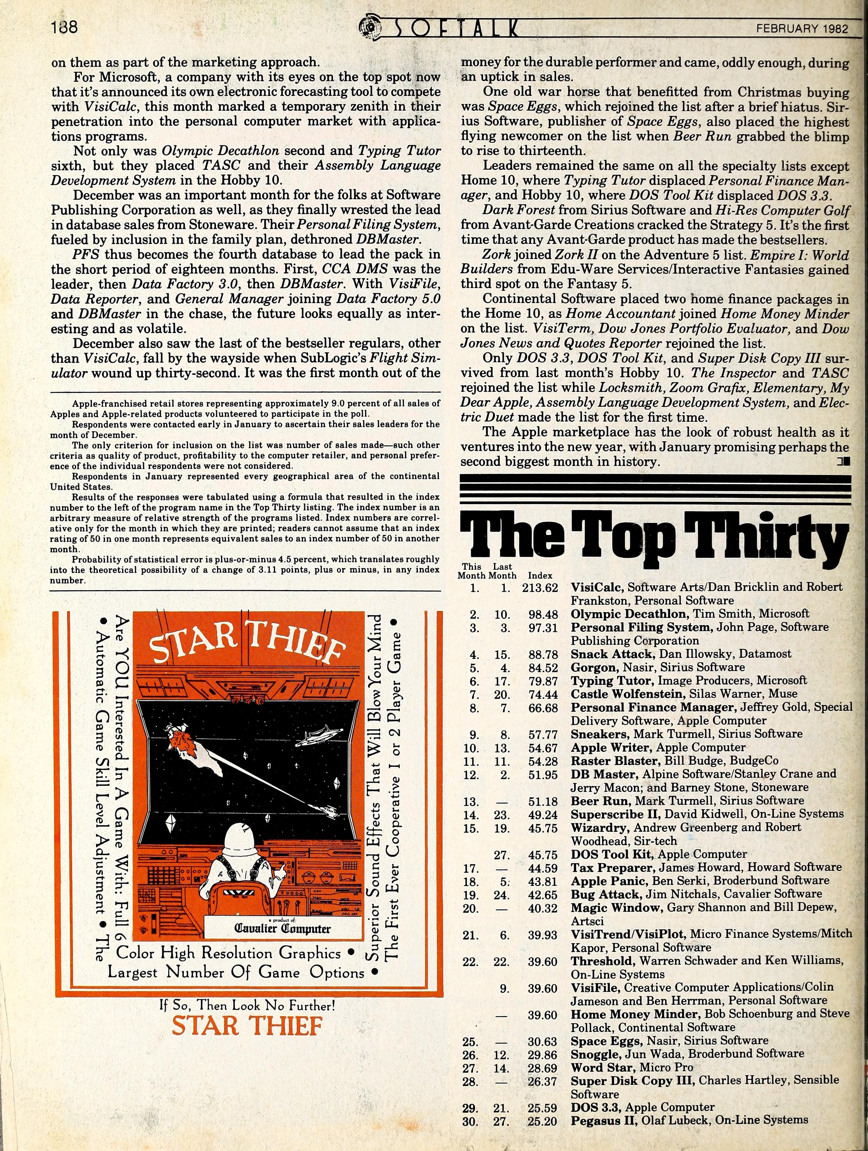 188
SOFTALK
FEBRUARY 1982
on them as part of the marketing approach.
For Microsoft, a company with its eyes on the top spot now
that it's announced its own electronic forecasting tool to compete
with VisiCalc, this month marked a temporary zenith in their
penetration into the personal computer market with applica-
tions programs.
Not only was Olympic Decathlon second and Typing Tutor
sixth, but they placed TASC and their Assembly Language
Development System in the Hobby 10.
December was an important month for the folks at Software
Publishing Corporation as well, as they finally wrested the lead
in database sales from Stoneware. Their Personal Filing System,
fueled by inclusion in the family plan, dethroned DBMaster.
PFS thus becomes the fourth database to lead the pack in
the short period of eighteen months. First, CCA DMS was the
leader, then Data Factory 3.0, then DBMaster. With VisiFile,
Data Reporter, and General Manager joining Data Factory 5.0
and DBMaster in the chase, the future looks equally as inter-
esting and as volatile.
December also saw the last of the bestseller regulars, other
than VisiCalc, fall by the wayside when SubLogic's Flight Sim-
ulator wound up thirty-second. It was the first month out of the
Apple-franchised retail stores representing approximately 9.0 percent of all sales of
Apples and Apple-related products volunteered to participate in the poll.
Respondents were contacted early in January to ascertain their sales leaders for the
month of December.
The only criterion for inclusion on the list was number of sales made—such other
criteria as quality of product, profitability to the computer retailer, and personal prefer-
ence of the individual respondents were not considered.
Respondents in January represented every geographical area of the continental
United States.
Results of the responses were tabulated using a formula that resulted in the index
number to the left of the program name in the Top Thirty listing. The index number is an
arbitrary measure of relative strength of the programs listed. Index numbers are correl-
ative only for the month in which they are printed; readers cannot assume that an index
rating of 50 in one month represents equivalent sales to an index number of 50 in another
month.
Probability of statistical error is plus-or-minus 4.5 percent, which translates roughly
into the theoretical possibility of a change of 3.11 points, plus or minus, in any index
number.
STAR THIEF
Are YOU Interested In A Game With: Full 6
Color High Resolution Graphics •
Superior Sound Effects That Will Blow Your Mind
• Automatic Game Skill Level Adjustment • The
Largest Number Of Game Options •
The First Ever Cooperative 1 or 2 Player Game •
a product of:
Cavalier Computer
If So, Then Look No Further!
STAR THIEF
money for the durable performer and came, oddly enough, during
an uptick in sales.
One old war horse that benefitted from Christmas buying
was Space Eggs, which rejoined the list after a brief hiatus. Sir-
ius Software, publisher of Space Eggs, also placed the highest
flying newcomer on the list when Beer Run grabbed the blimp
to rise to thirteenth.
Leaders remained the same on all the specialty lists except
Home 10, where Typing Tutor displaced Personal Finance Man-
ager, and Hobby 10, where DOS Tool Kit displaced DOS 3.3.
Dark Forest from Sirius Software and Hi-Res Computer Golf
from Avant-Garde Creations cracked the Strategy 5. It's the first
time that any Avant-Garde product has made the bestsellers.
Zork joined Zork II on the Adventure 5 list. Empire I: World
Builders from Edu-Ware Services/Interactive Fantasies gained
third spot on the Fantasy 5.
Continental Software placed two home finance packages in
the Home 10, as Home Accountant joined Home Money Minder
on the list. VisiTerm, Dow Jones Portfolio Evaluator, and Dow
Jones News and Quotes Reporter rejoined the list.
Only DOS 3.3, DOS Tool Kit, and Super Disk Copy III sur-
vived from last month's Hobby 10. The Inspector and TASC
rejoined the list while Locksmith, Zoom Grafix, Elementary, My
Dear Apple, Assembly Language Development System, and Elec-
tric Duet made the list for the first time.
The Apple marketplace has the look of robust health as it
ventures into the new year, with January promising perhaps the
second biggest month in history.
The Top Thirty
This Last
Month Month Index
1. 1. 213.62 VisiCalc, Software Arts/Dan Bricklin and Robert
Frankston, Personal Software
2. 10. 98.48 Olympic Decathlon, Tim Smith, Microsoft
3. 3. 97.31 Personal Filing System, John Page, Software
Publishing Corporation
4. 15. 88.78 Snack Attack, Dan Illowsky, Datamost
5. 4. 84.52 Gorgon, Nasir, Sirius Software
6. 17. 79.87 Typing Tutor, Image Producers, Microsoft
7. 20. 74.44 Castle Wolfenstein, Silas Warner, Muse
8. 7. 66.68 Personal Finance Manager, Jeffrey Gold, Special
Delivery Software, Apple Computer
9. 8. 57.77 Sneakers, Mark Turmell, Sirius Software
10. 13. 54.67 Apple Writer, Apple Computer
11. 11. 54.28 Raster Blaster, Bill Budge, BudgeCo
12. 2. 51.95 DB Master, Alpine Software/Stanley Crane and
Jerry Macon; and Barney Stone, Stoneware
13. — 51.18 Beer Run, Mark Turmell, Sirius Software
14. 23. 49.24 Superscribe II, David Kidwell, On-Line Systems
15. 19. 45.75 Wizardry, Andrew Greenberg and Robert
Woodhead, Sir-tech
27. 45.75 DOS Tool Kit, Apple Computer
17. — 44.59 Tax Preparer, James Howard, Howard Software
18. 5. 43.81 Apple Panic, Ben Serki, Broderbund Software
19. 24. 42.65 Bug Attack, Jim Nitchals, Cavalier Software
20. — 40.32 Magic Window, Gary Shannon and Bill Depew,
Artsci
21. 6. 39.93 VisiTrend/VisiPlot, Micro Finance Systems/Mitch
Kapor, Personal Software
22. 22. 39.60 Threshold, Warren Schwader and Ken Williams,
On-Line Systems
9. 39.60 VisiFile, Creative Computer Applications/Colin
Jameson and Ben Herrman, Personal Software
— 39.60 Home Money Minder, Bob Schoenburg and Steve
Pollack, Continental Software
25. — 30.63 Space Eggs, Nasir, Sirius Software
26. 12. 29.86 Snoggle, Jun Wada, Broderbund Software
27. 14. 28.69 Word Star, Micro Pro
28. — 26.37 Super Disk Copy III, Charles Hartley, Sensible
Software
29. 21. 25.59 DOS 3.3, Apple Computer
30. 27. 25.20 Pegasus II, Olaf Lubeck, On-Line Systems